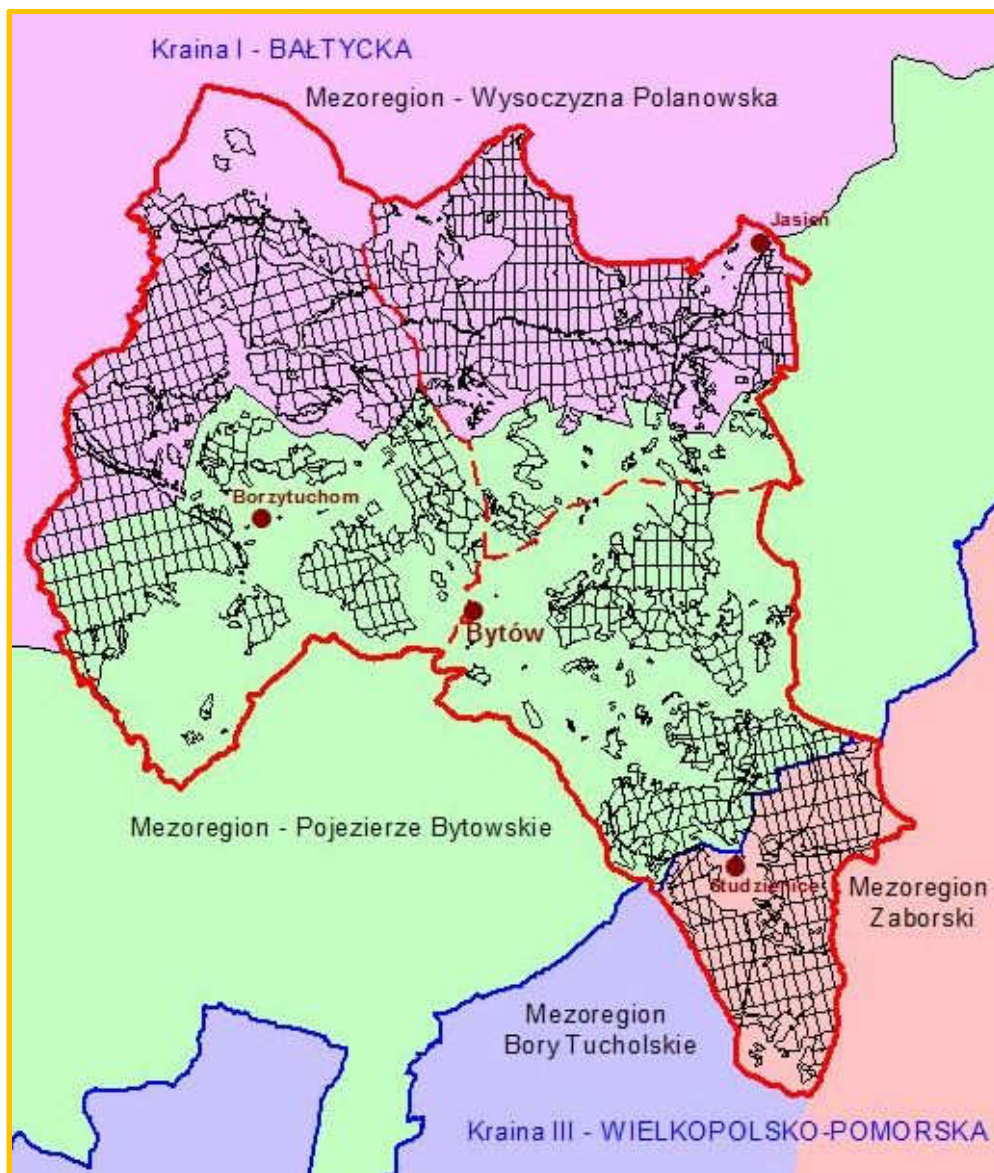 Kraina I - BAŁTYCKA
Mezoregion - Wysoczyzna Polanowska
Jasień
Borzytuchom
Bytów
Mezoregion - Pojezierze Bytowskie
Studzienice
Mezoregion
Zaborski
Mezoregion
Bory Tucholskie
Kraina III - WIELKOPOLSKO-POMORSKA